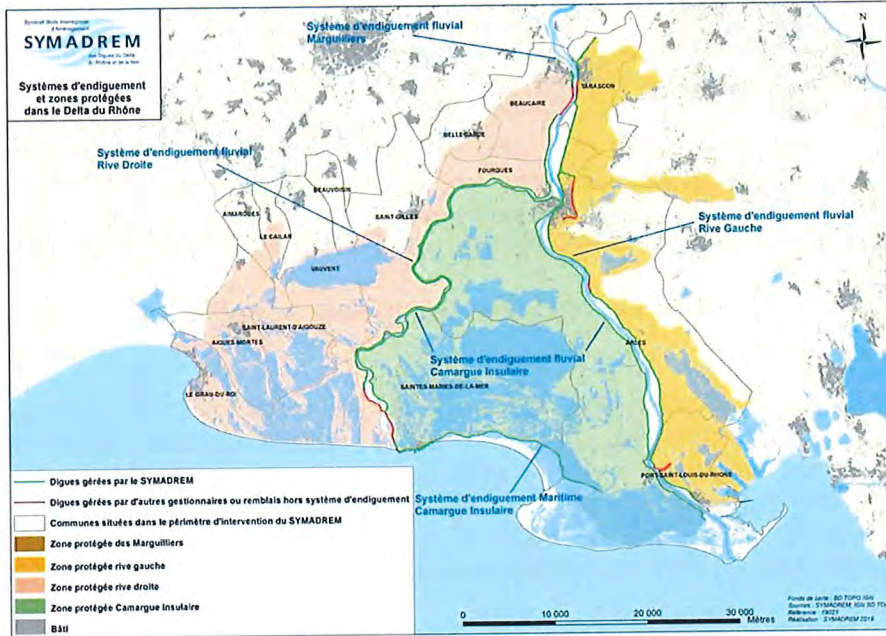 Syndicat Mixte Interrégional
d'Aménagement
SYMADREM
des Digues du Delta
du Rhône et de la Mer
Systèmes d'endiguement
et zones protégées
dans le Delta du Rhône
Système d'endiguement fluvial
Marguilliers
N
TARASCON
BEAUCAIRE
BELLEGARDE
Système d'endiguement fluvial
Rive Droite
FOURQUES
BEAUVOISIN
SAINT-GILLES
AIMARGUES
LE CAILAR
Système d'endiguement fluvial
Rive Gauche
VAUVERT
SAINT-LAURENT-D'AIGOUZE
AIGUES-MORTES
ARLES
Système d'endiguement fluvial
Camargue Insulaire
SAINTES-MARIES-DE-LA-MER
LE GRAU-DU-ROI
PORT-SAINT-LOUIS-DU-RHONE
Système d'endiguement Maritime
Camargue Insulaire
Digues gérées par le SYMADREM
Digues gérées par d'autres gestionnaires ou remblais hors système d'endiguement
Communes situées dans le périmètre d'intervention du SYMADREM
Zone protégée des Marguilliers
Zone protégée rive gauche
Zone protégée rive droite
Zone protégée Camargue Insulaire
Bâti
0 10 000 20 000 30 000
Mètres
Fonds de carte : BD TOPO IGN
Sources : SYMADREM, IGN BD TOPO
Référence : 19021
Réalisation : SYMADREM 2019